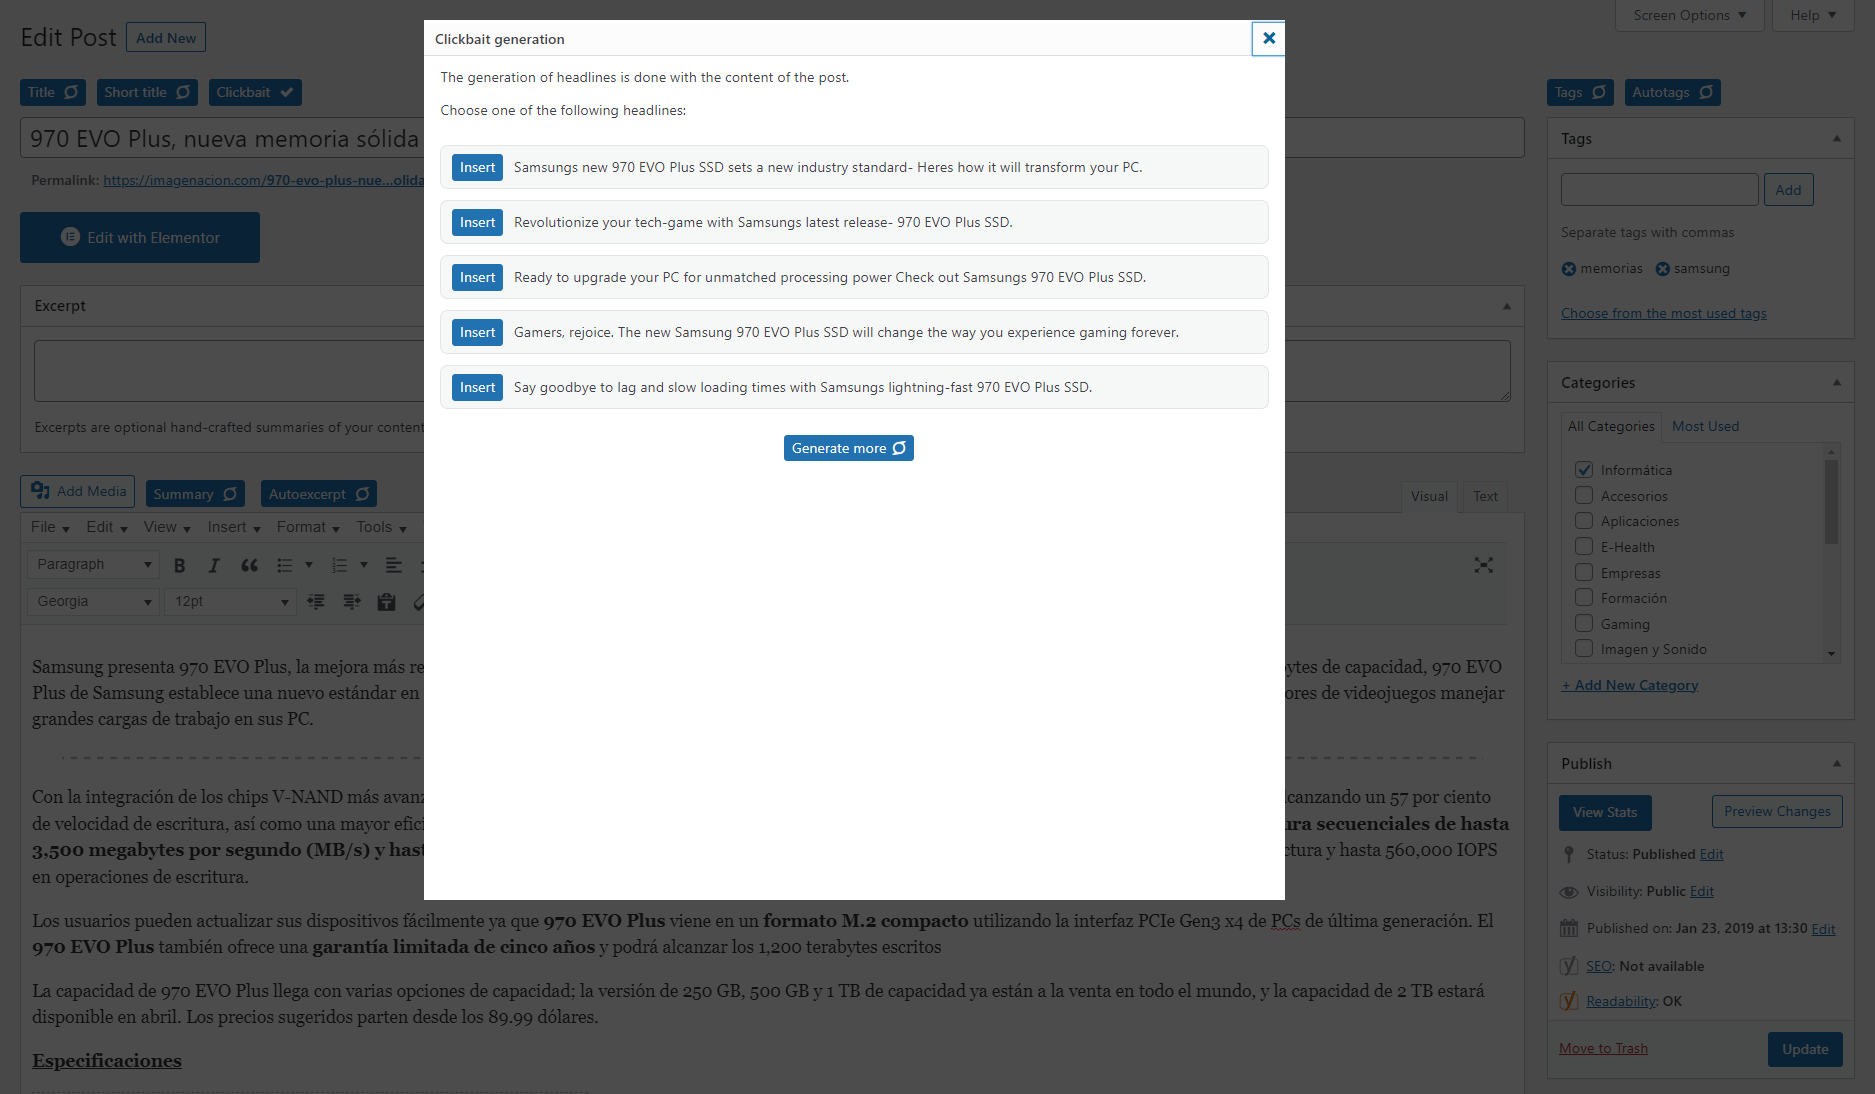 Screen Options
Help
Edit Post
Add New
Title
Short title
Clickbait
970 EVO Plus, nueva memoria sólida
Permalink: https://imagenacion.com/970-evo-plus-nue...olida
Edit with Elementor
Excerpt
Excerpts are optional hand-crafted summaries of your content
Add Media
Summary
Autoexcerpt
Visual
Text
File
Edit
View
Insert
Format
Tools
Paragraph
Georgia
12pt
Samsung presenta 970 EVO Plus, la mejora más re
ytes de capacidad, 970 EVO
Plus de Samsung establece una nuevo estándar en
ores de videojuegos manejar
grandes cargas de trabajo en sus PC.
Con la integración de los chips V-NAND más avanz
lcanzando un 57 por ciento
de velocidad de escritura, así como una mayor efici
ura secuenciales de hasta
3,500 megabytes por segundo (MB/s) y hast
ctura y hasta 560,000 IOPS
en operaciones de escritura.
Los usuarios pueden actualizar sus dispositivos fácilmente ya que 970 EVO Plus viene en un formato M.2 compacto utilizando la interfaz PCIe Gen3 x4 de PCs de última generación. El
970 EVO Plus también ofrece una garantía limitada de cinco años y podrá alcanzar los 1,200 terabytes escritos
La capacidad de 970 EVO Plus llega con varias opciones de capacidad; la versión de 250 GB, 500 GB y 1 TB de capacidad ya están a la venta en todo el mundo, y la capacidad de 2 TB estará
disponible en abril. Los precios sugeridos parten desde los 89.99 dólares.
Especificaciones
Clickbait generation
The generation of headlines is done with the content of the post.
Choose one of the following headlines:
Insert Samsungs new 970 EVO Plus SSD sets a new industry standard- Heres how it will transform your PC.
Insert Revolutionize your tech-game with Samsungs latest release- 970 EVO Plus SSD.
Insert Ready to upgrade your PC for unmatched processing power Check out Samsungs 970 EVO Plus SSD.
Insert Gamers, rejoice. The new Samsung 970 EVO Plus SSD will change the way you experience gaming forever.
Insert Say goodbye to lag and slow loading times with Samsungs lightning-fast 970 EVO Plus SSD.
Generate more
Tags
Autotags
Tags
Add
Separate tags with commas
memorias
samsung
Choose from the most used tags
Categories
All Categories
Most Used
Informática
Accesorios
Aplicaciones
E-Health
Empresas
Formación
Gaming
Imagen y Sonido
+ Add New Category
Publish
View Stats
Preview Changes
Status: Published Edit
Visibility: Public Edit
Published on: Jan 23, 2019 at 13:30 Edit
SEO: Not available
Readability: OK
Move to Trash
Update